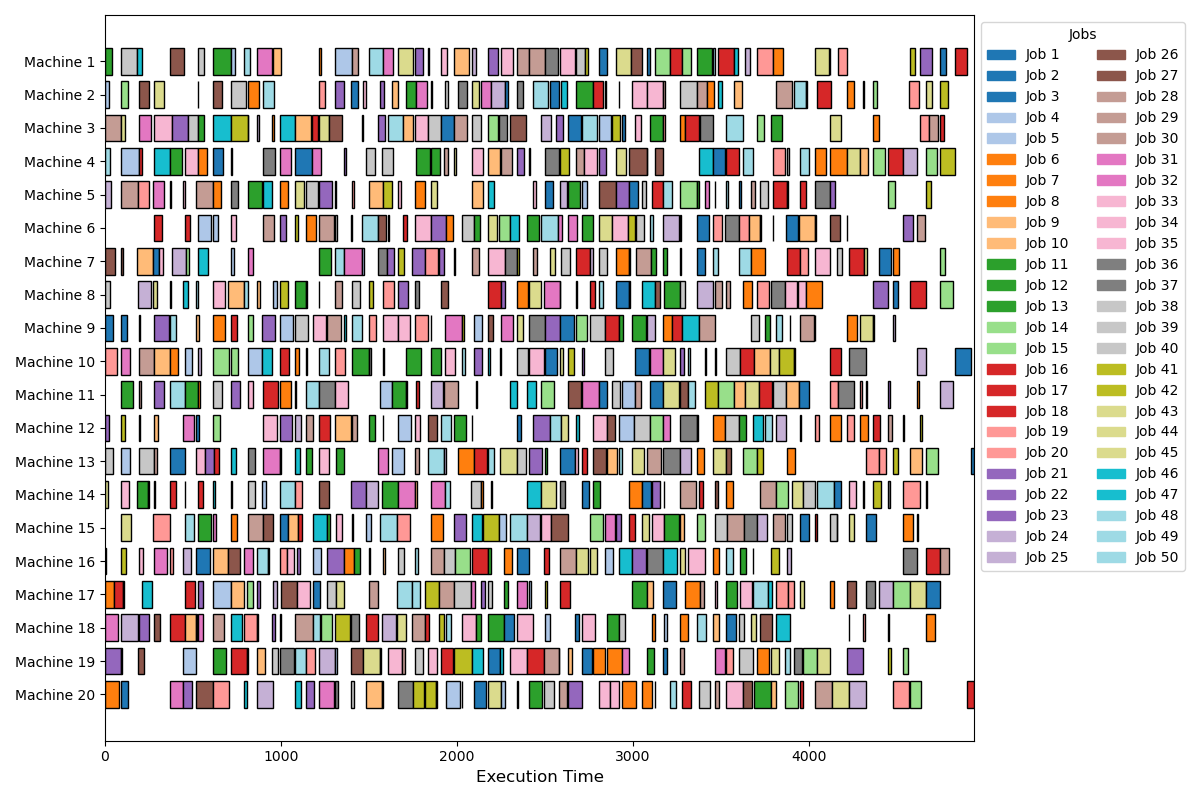 Machine 1
Machine 2
Machine 3
Machine 4
Machine 5
Machine 6
Machine 7
Machine 8
Machine 9
Machine 10
Machine 11
Machine 12
Machine 13
Machine 14
Machine 15
Machine 16
Machine 17
Machine 18
Machine 19
Machine 20
0 1000 2000 3000 4000
Execution Time
Jobs
Job 1 Job 26
Job 2 Job 27
Job 3 Job 28
Job 4 Job 29
Job 5 Job 30
Job 6 Job 31
Job 7 Job 32
Job 8 Job 33
Job 9 Job 34
Job 10 Job 35
Job 11 Job 36
Job 12 Job 37
Job 13 Job 38
Job 14 Job 39
Job 15 Job 40
Job 16 Job 41
Job 17 Job 42
Job 18 Job 43
Job 19 Job 44
Job 20 Job 45
Job 21 Job 46
Job 22 Job 47
Job 23 Job 48
Job 24 Job 49
Job 25 Job 50